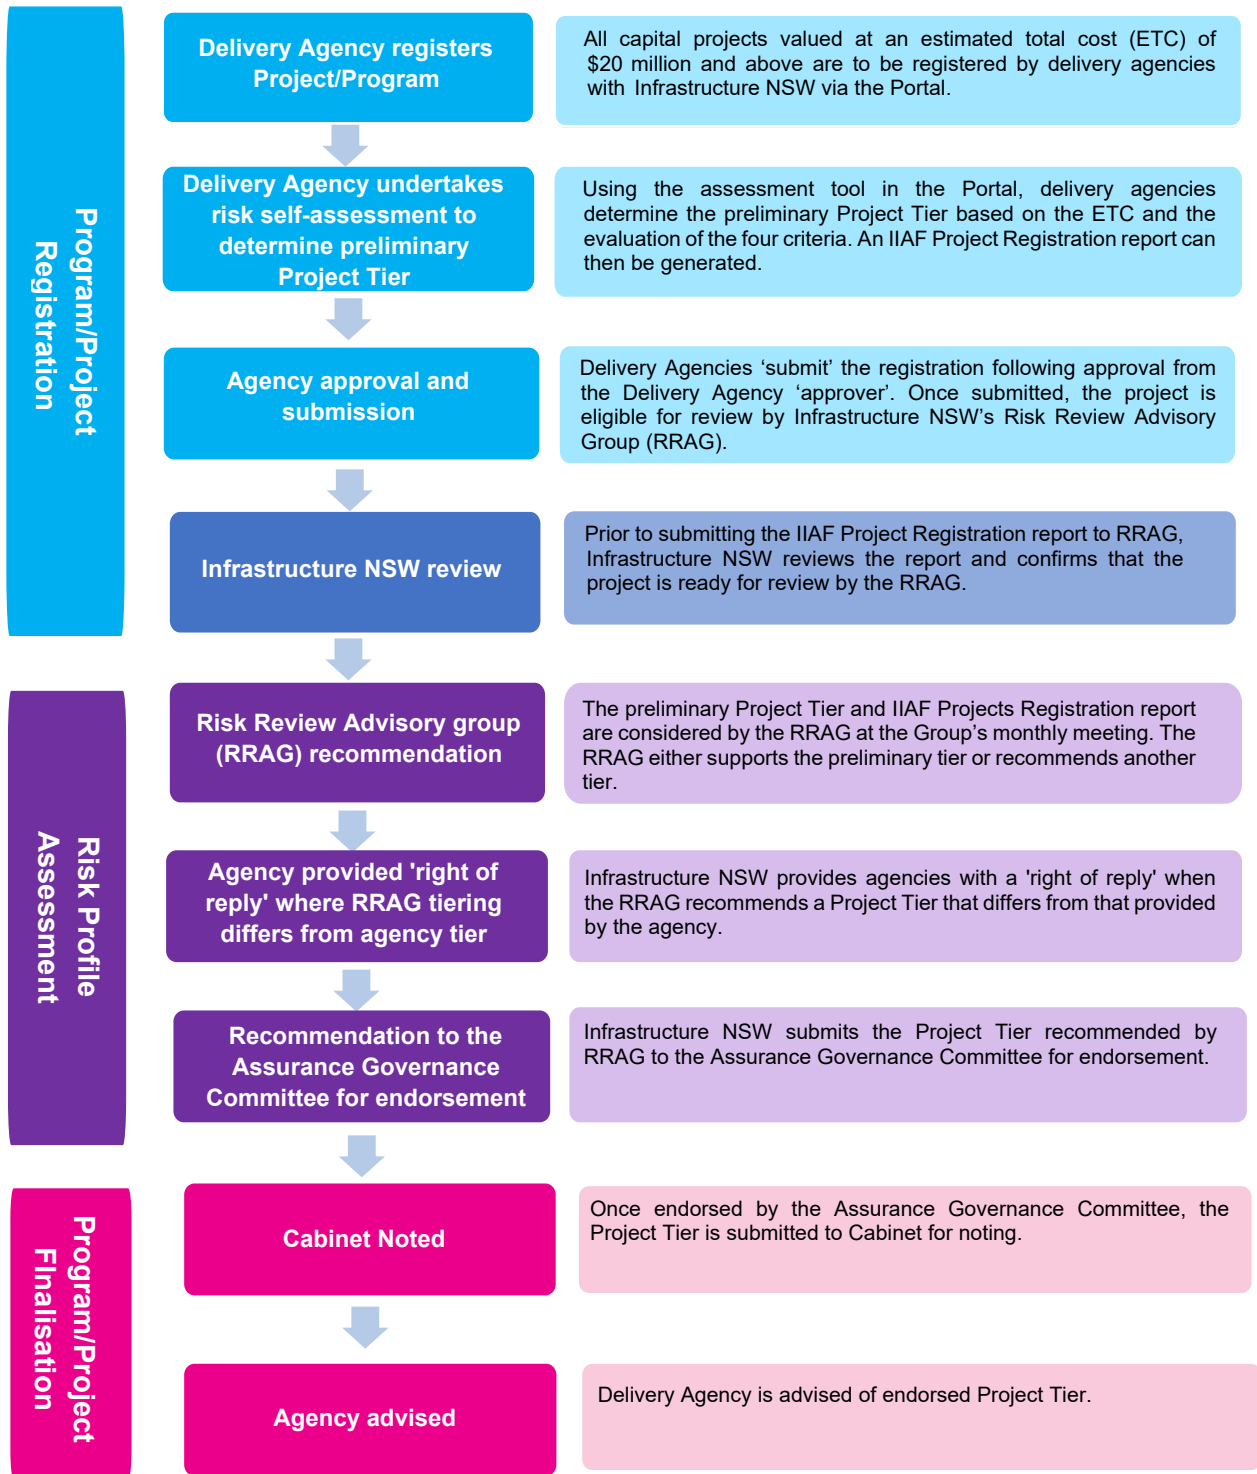 Program/Project
Registration
Delivery Agency registers
Project/Program
All capital projects valued at an estimated total cost (ETC) of
$20 million and above are to be registered by delivery agencies
with Infrastructure NSW via the Portal.
Delivery Agency undertakes
risk self-assessment to
determine preliminary
Project Tier
Using the assessment tool in the Portal, delivery agencies
determine the preliminary Project Tier based on the ETC and the
evaluation of the four criteria. An IIAF Project Registration report can
then be generated.
Agency approval and
submission
Delivery Agencies ‘submit’ the registration following approval from
the Delivery Agency ‘approver’. Once submitted, the project is
eligible for review by Infrastructure NSW’s Risk Review Advisory
Group (RRAG).
Infrastructure NSW review
Prior to submitting the IIAF Project Registration report to RRAG,
Infrastructure NSW reviews the report and confirms that the
project is ready for review by the RRAG.
Risk Profile
Assessment
Risk Review Advisory group
(RRAG) recommendation
The preliminary Project Tier and IIAF Projects Registration report
are considered by the RRAG at the Group’s monthly meeting. The
RRAG either supports the preliminary tier or recommends another
tier.
Agency provided 'right of
reply' where RRAG tiering
differs from agency tier
Infrastructure NSW provides agencies with a 'right of reply' when
the RRAG recommends a Project Tier that differs from that provided
by the agency.
Recommendation to the
Assurance Governance
Committee for endorsement
Infrastructure NSW submits the Project Tier recommended by
RRAG to the Assurance Governance Committee for endorsement.
Program/Project
FInalisation
Cabinet Noted
Once endorsed by the Assurance Governance Committee, the
Project Tier is submitted to Cabinet for noting.
Agency advised
Delivery Agency is advised of endorsed Project Tier.